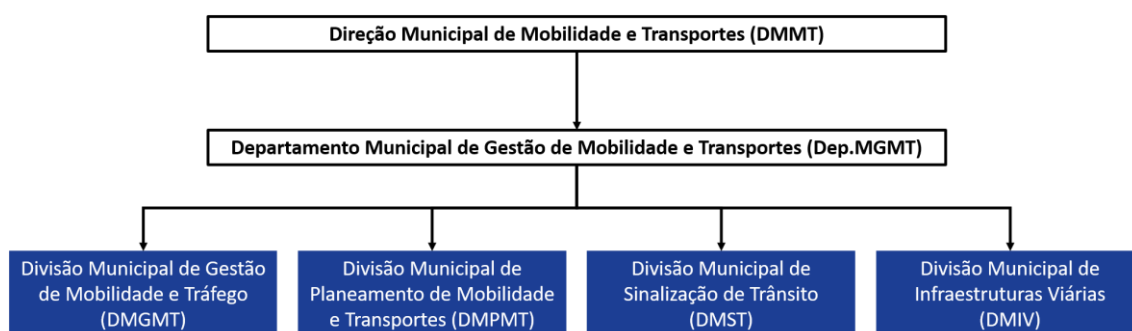 Direção Municipal de Mobilidade e Transportes (DMMT)
Departamento Municipal de Gestão de Mobilidade e Transportes (Dep.MGMT)
Divisão Municipal de Gestão
de Mobilidade e Tráfego
(DMGMT)
Divisão Municipal de
Planeamento de Mobilidade
e Transportes (DMPMT)
Divisão Municipal de
Sinalização de Trânsito
(DMST)
Divisão Municipal de
Infraestruturas Viárias
(DMIV)